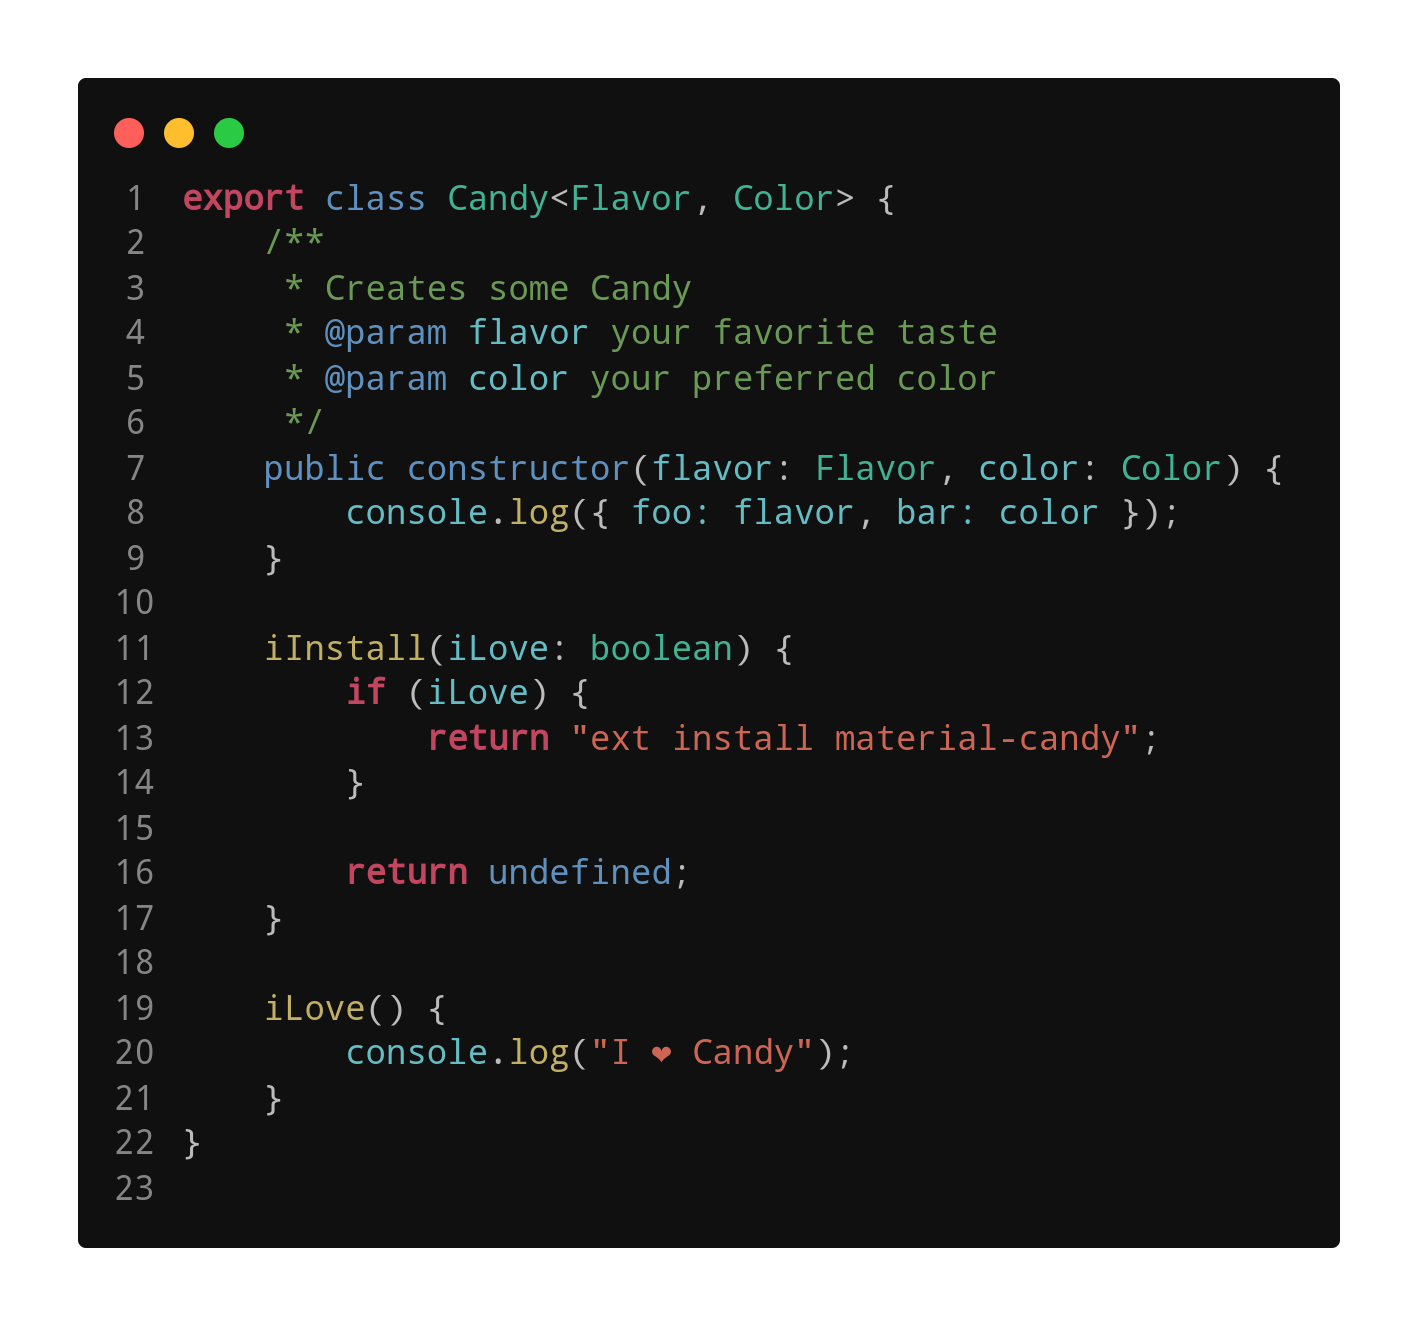 1 export class Candy<Flavor, Color> {
2     /**
3      * Creates some Candy
4      * @param flavor your favorite taste
5      * @param color your preferred color
6      */
7     public constructor(flavor: Flavor, color: Color) {
8         console.log({ foo: flavor, bar: color });
9     }
10
11     iInstall(iLove: boolean) {
12         if (iLove) {
13             return "ext install material-candy";
14         }
15
16         return undefined;
17     }
18
19     iLove() {
20         console.log("I ❤ Candy");
21     }
22 }
23